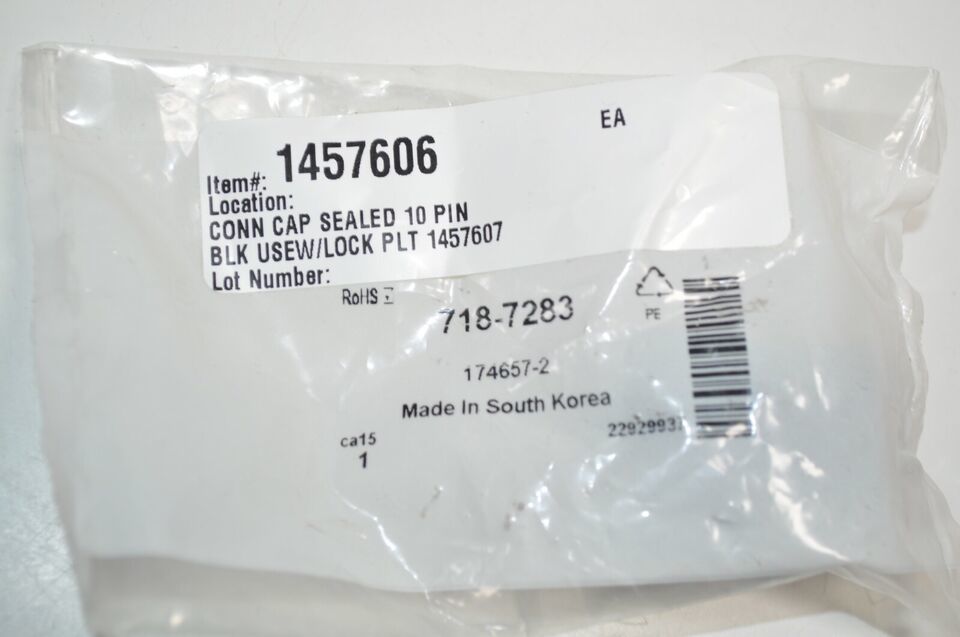 EA
Item#: 1457606
Location:
CONN CAP SEALED 10 PIN
BLK USEW/LOCK PLT 1457607
Lot Number:
RoHS
718-7283
PE
174657-2
Made In South Korea
ca15
1